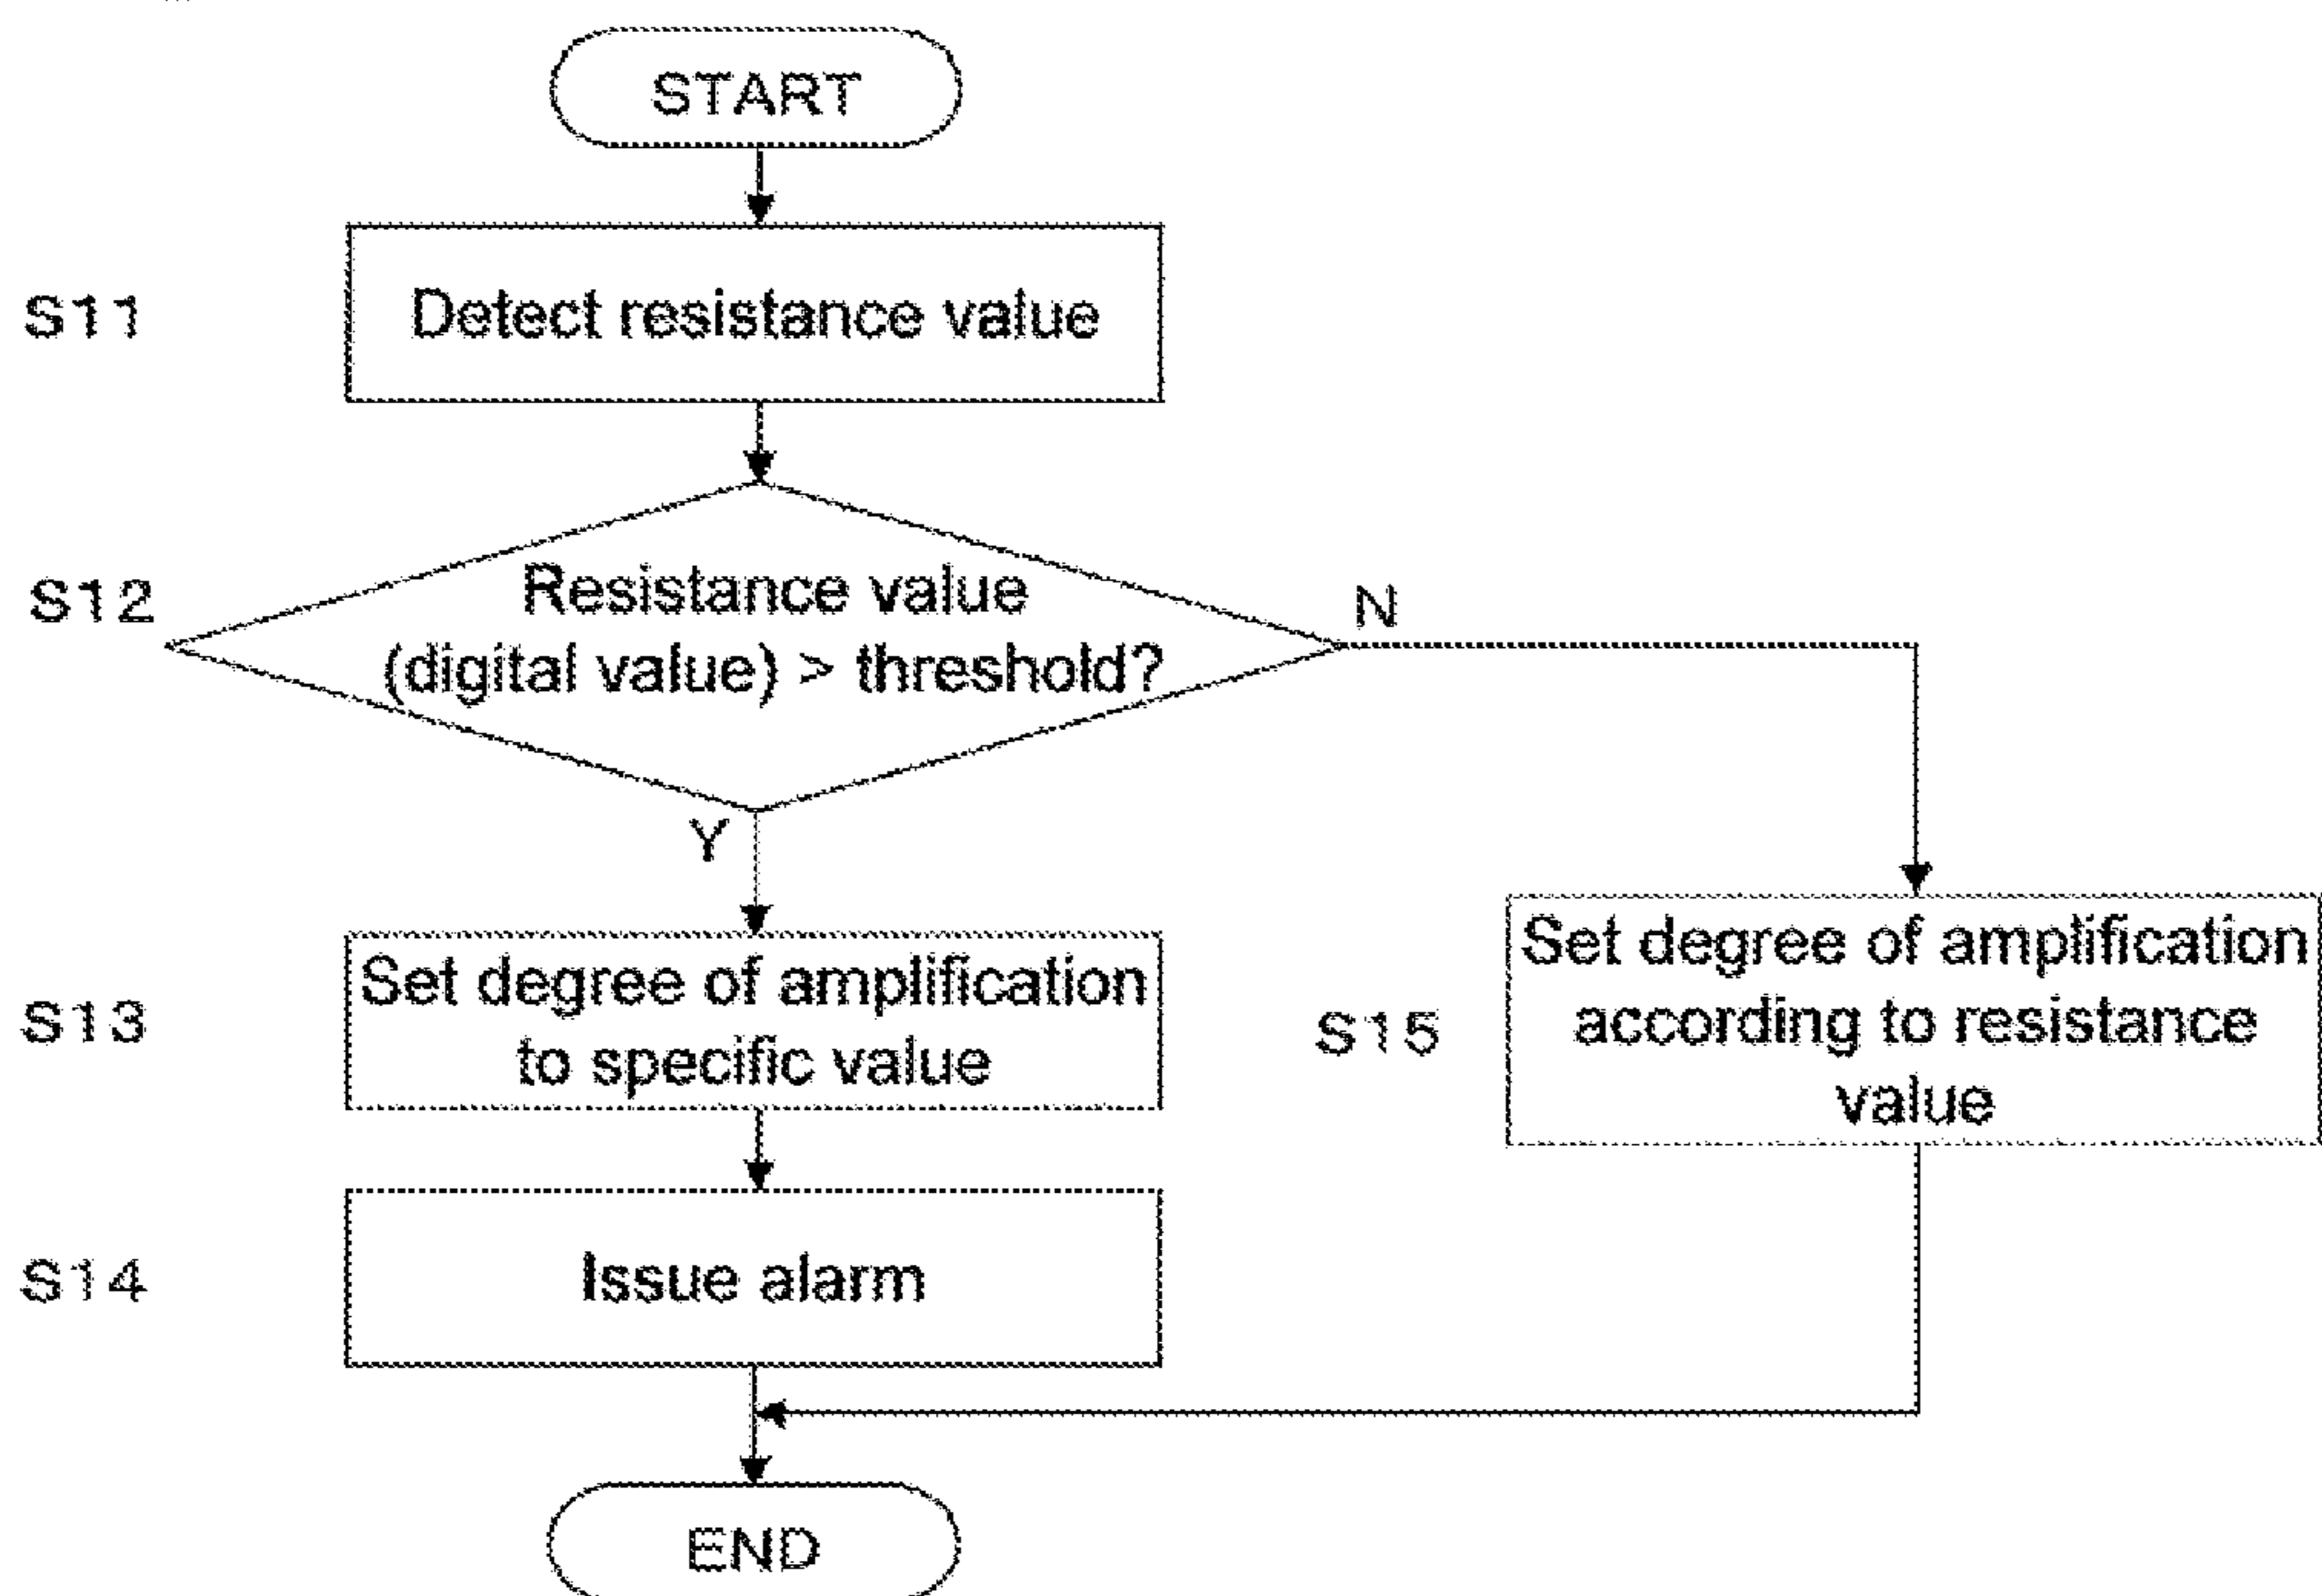 START
S11
Detect resistance value
S12
Resistance value
(digital value) > threshold?
N
Y
S13
Set degree of amplification
to specific value
S15
Set degree of amplification
according to resistance
value
S14
Issue alarm
END